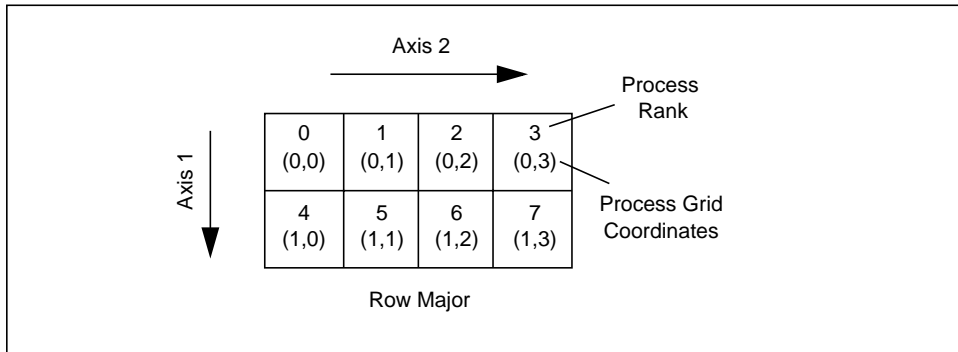 Axis 2
Process
Rank
Axis 1
0 1 2 3
(0,0) (0,1) (0,2) (0,3)
4 5 6 7
(1,0) (1,1) (1,2) (1,3)
Process Grid
Coordinates
Row Major